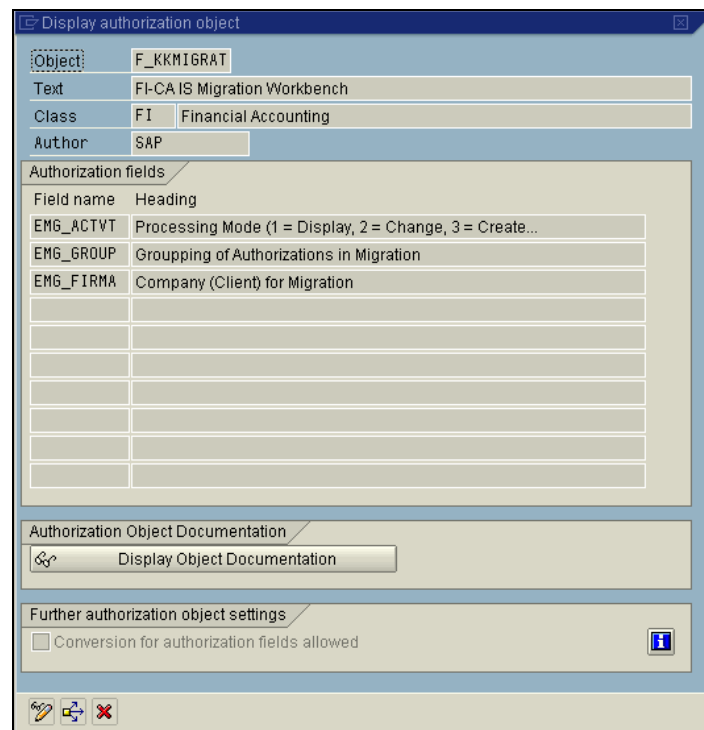 Display authorization object
Object F_KKMIGRAT
Text FI-CA IS Migration Workbench
Class FI Financial Accounting
Author SAP
Authorization fields
Field name Heading
EMG_ACTVT Processing Mode (1 = Display, 2 = Change, 3 = Create...
EMG_GROUP Groupping of Authorizations in Migration
EMG_FIRMA Company (Client) for Migration
Authorization Object Documentation
Display Object Documentation
Further authorization object settings
Conversion for authorization fields allowed